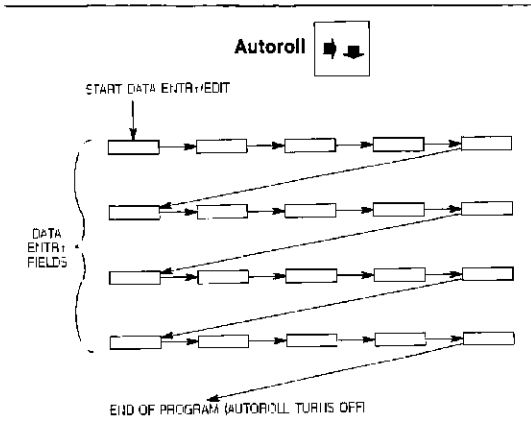 Autoroll
START DATA ENTRY/EDIT
DATA
ENTRY
FIELDS
END OF PROGRAM (AUTOROLL TURNS OFF)